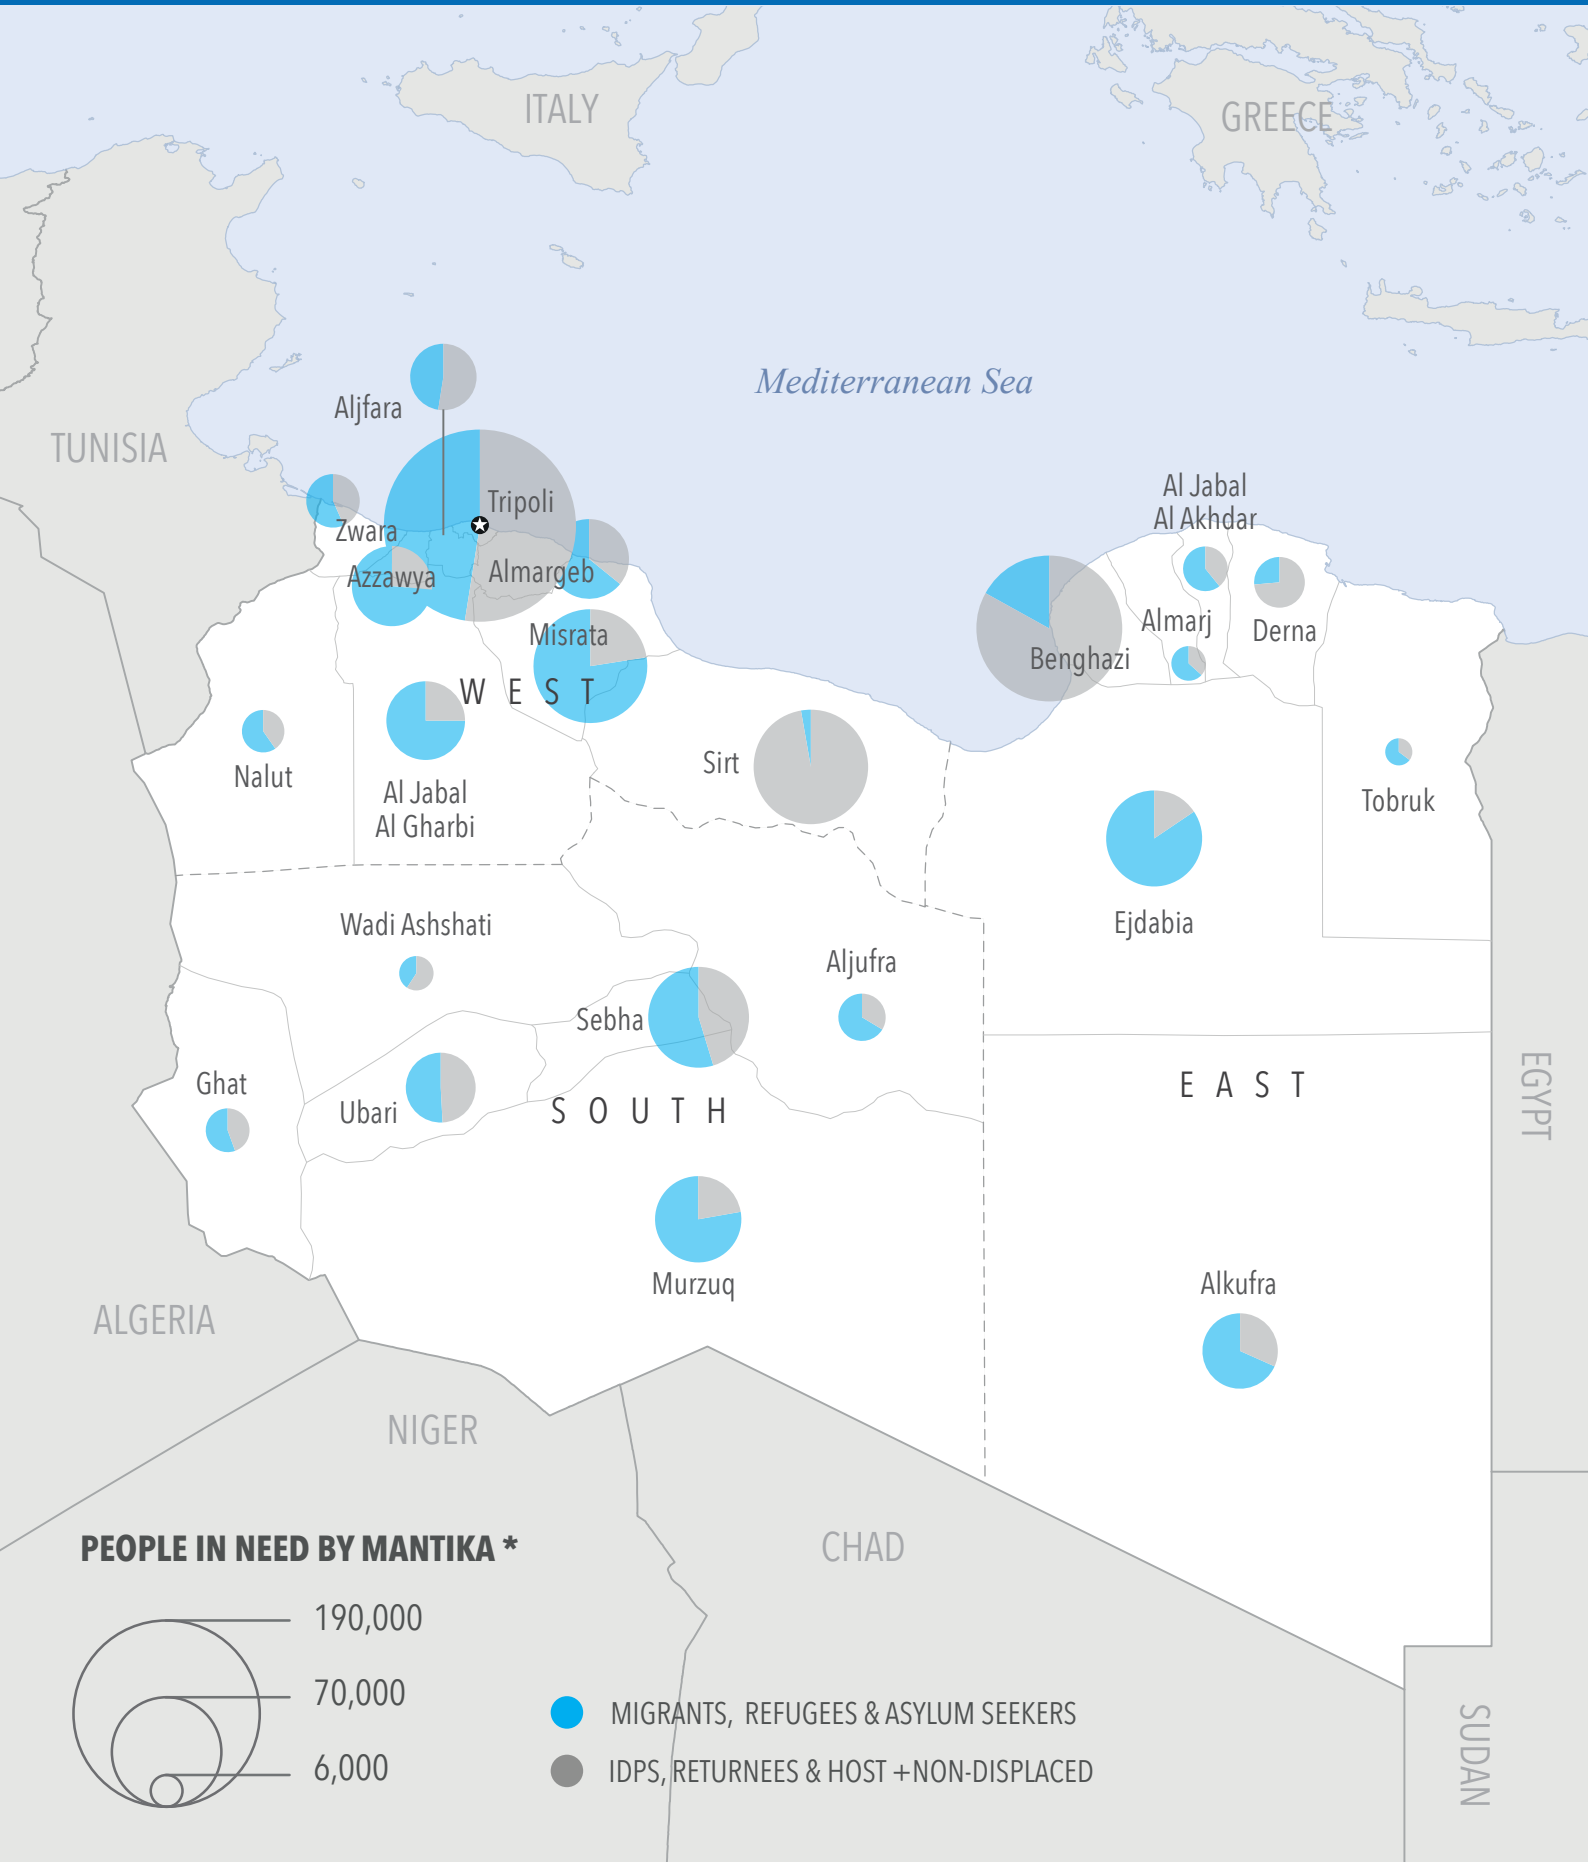 ITALY
GREECE
Mediterranean Sea
Aljfara
TUNISIA
Tripoli
Zwara
Azzawya
Almargeb
Al Jabal
Al Akhdar
Almarj
Derna
Misrata
Benghazi
W E S T
Nalut
Al Jabal
Al Gharbi
Sirt
Tobruk
Ejdabia
Wadi Ashshati
Aljufra
Sebha
Ghat
Ubari
S O U T H
E A S T
EGYPT
Murzuq
Alkufra
ALGERIA
NIGER
CHAD
SUDAN
PEOPLE IN NEED BY MANTIKA *
190,000
70,000
6,000
MIGRANTS, REFUGEES & ASYLUM SEEKERS
IDPS, RETURNEES & HOST +NON-DISPLACED